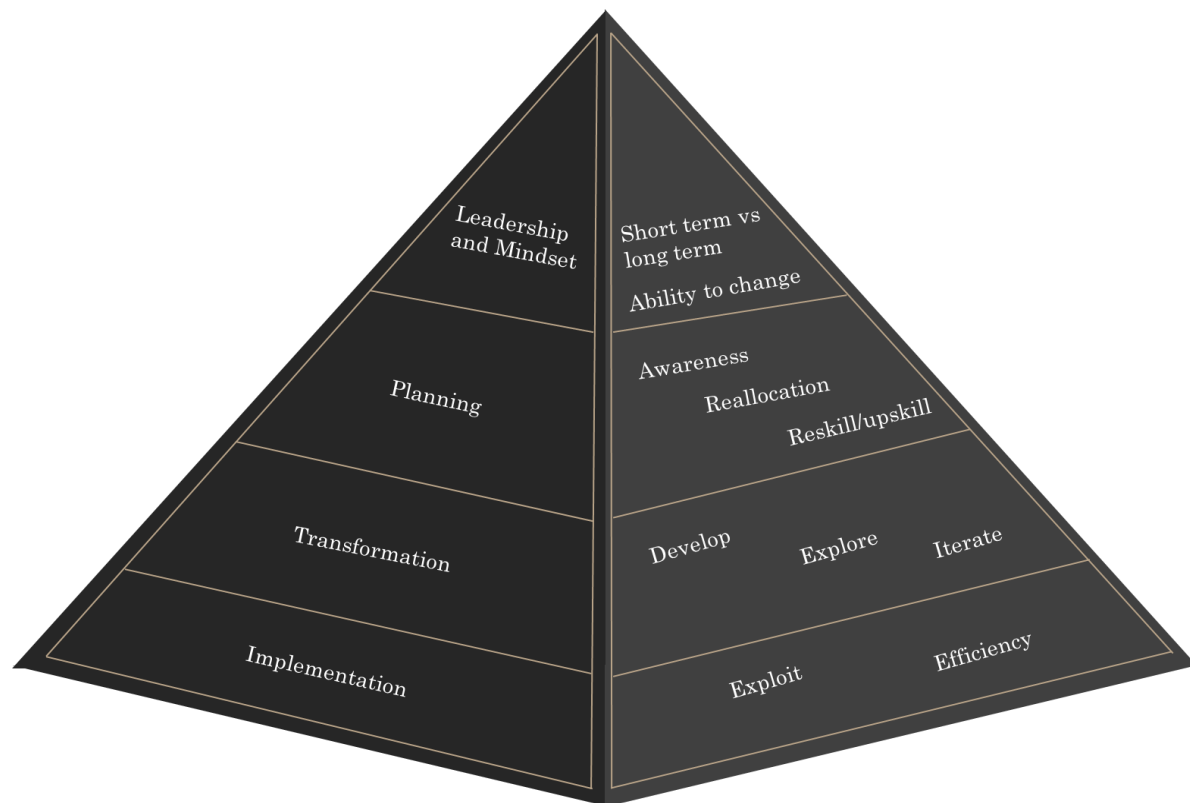 Leadership
and Mindset
Short term vs
long term
Ability to change
Planning
Awareness
Reallocation
Reskill/upskill
Transformation
Develop
Explore
Iterate
Implementation
Exploit
Efficiency